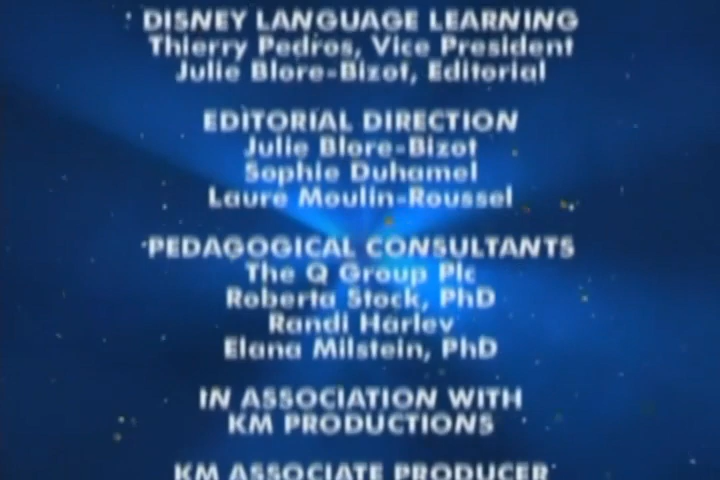 DISNEY LANGUAGE LEARNING
Thierry Pedros, Vice President
Julie Blore-Bizot, Editorial
EDITORIAL DIRECTION
Julie Blore-Bizot
Sophie Duhamel
Laure Moulin-Roussel
PEDAGOGICAL CONSULTANTS
The Q Group Plc
Roberta Stock, PhD
Randi Harlev
Elana Milstein, PhD
IN ASSOCIATION WITH
KM PRODUCTIONS
KM ASSOCIATE PRODUCER